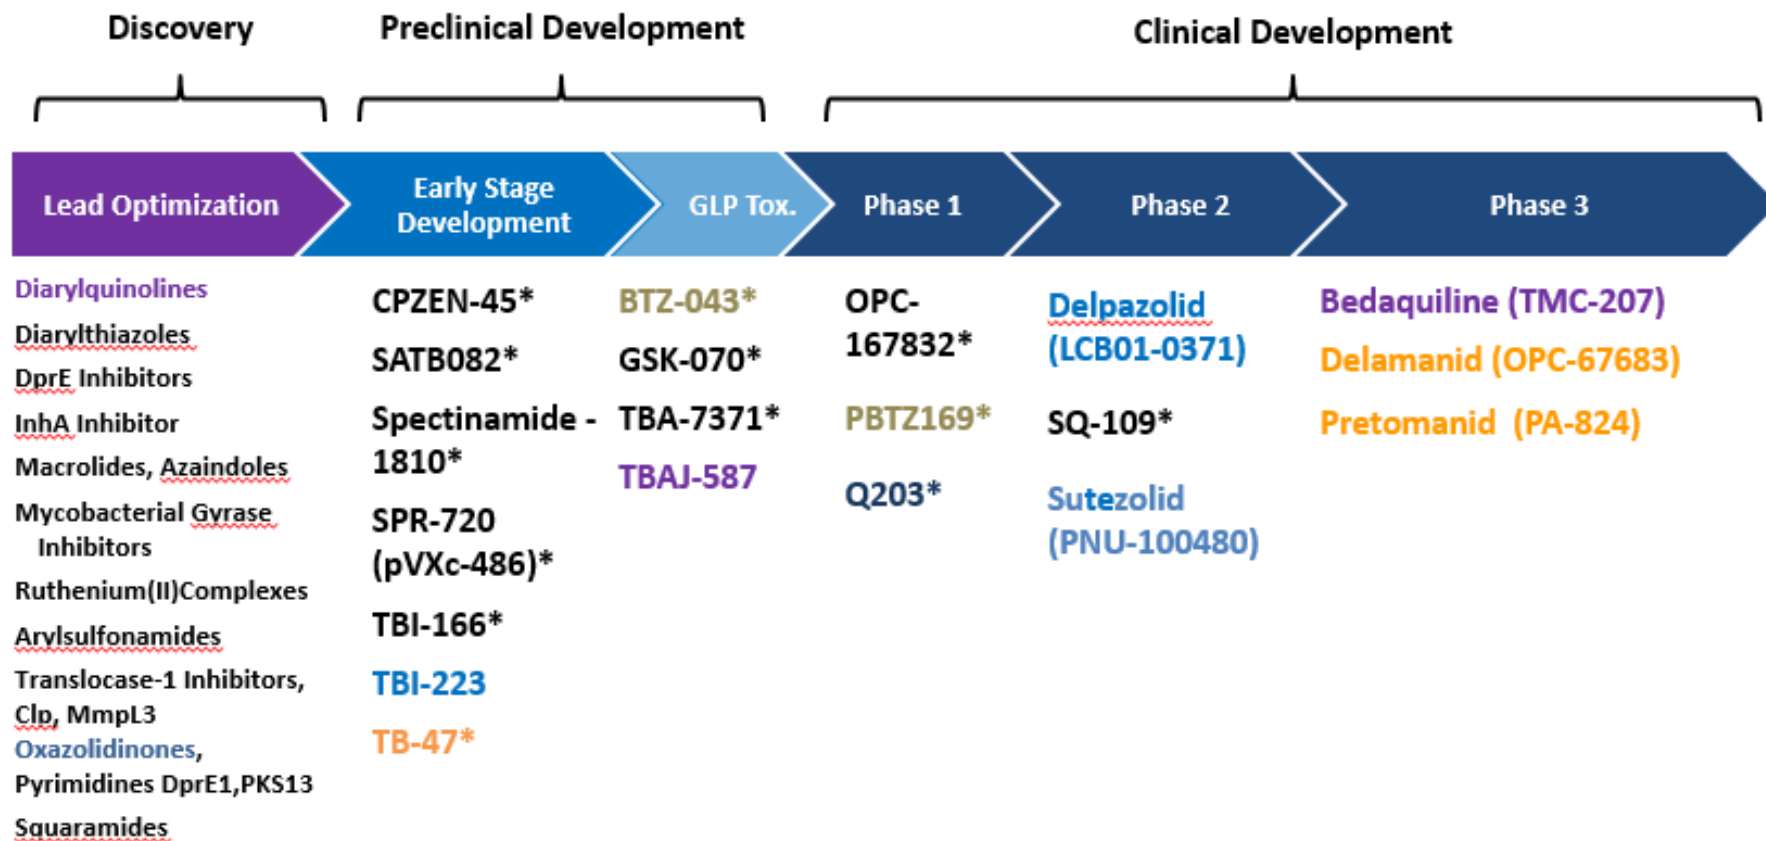 Discovery
Preclinical Development
Clinical Development
Lead Optimization
Early Stage
Development
GLP Tox.
Phase 1
Phase 2
Phase 3
Diarylquinolines
Diarylthiazoles
DprE Inhibitors
InhA Inhibitor
Macrolides, Azaindoles
Mycobacterial Gyrase
Inhibitors
Ruthenium(II)Complexes
Arylsulfonamides
Translocase-1 Inhibitors,
Clp, MmpL3
Oxazolidinones,
Pyrimidines DprE1,PKS13
Squaramides
CPZEN-45*
SATB082*
Spectinamide -
1810*
SPR-720
(pVXc-486)*
TBI-166*
TBI-223
TB-47*
BTZ-043*
GSK-070*
TBA-7371*
TBAJ-587
OPC-
167832*
PBTZ169*
Q203*
Delpazolid
(LCB01-0371)
SQ-109*
Sutezolid
(PNU-100480)
Bedaquiline (TMC-207)
Delamanid (OPC-67683)
Pretomanid (PA-824)